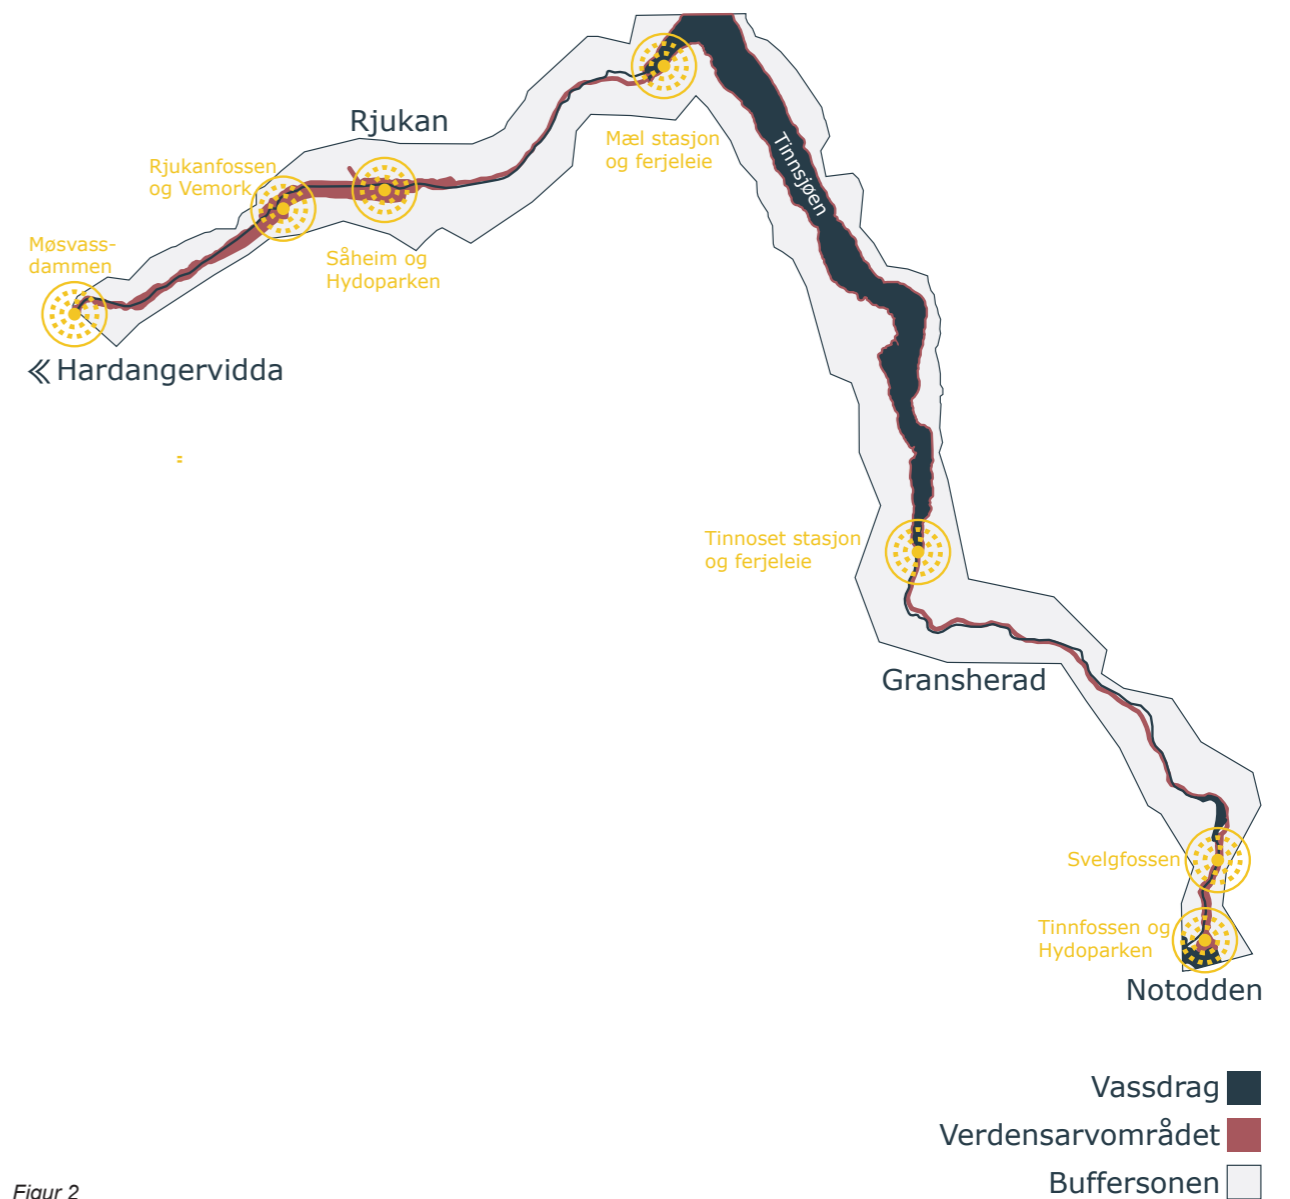 Rjukan
Mæl stasjon
og ferjeleie
Tinnsjøen
Rjukanfossen
og Vemork
Møsvass-
dammen
Såheim og
Hydoparken
Hardangervidda
Tinnoset stasjon
og ferjeleie
Gransherad
Svelgfossen
Tinnfossen og
Hydoparken
Notodden
Vassdrag
Verdensarvområdet
Buffersonen
Figur 2